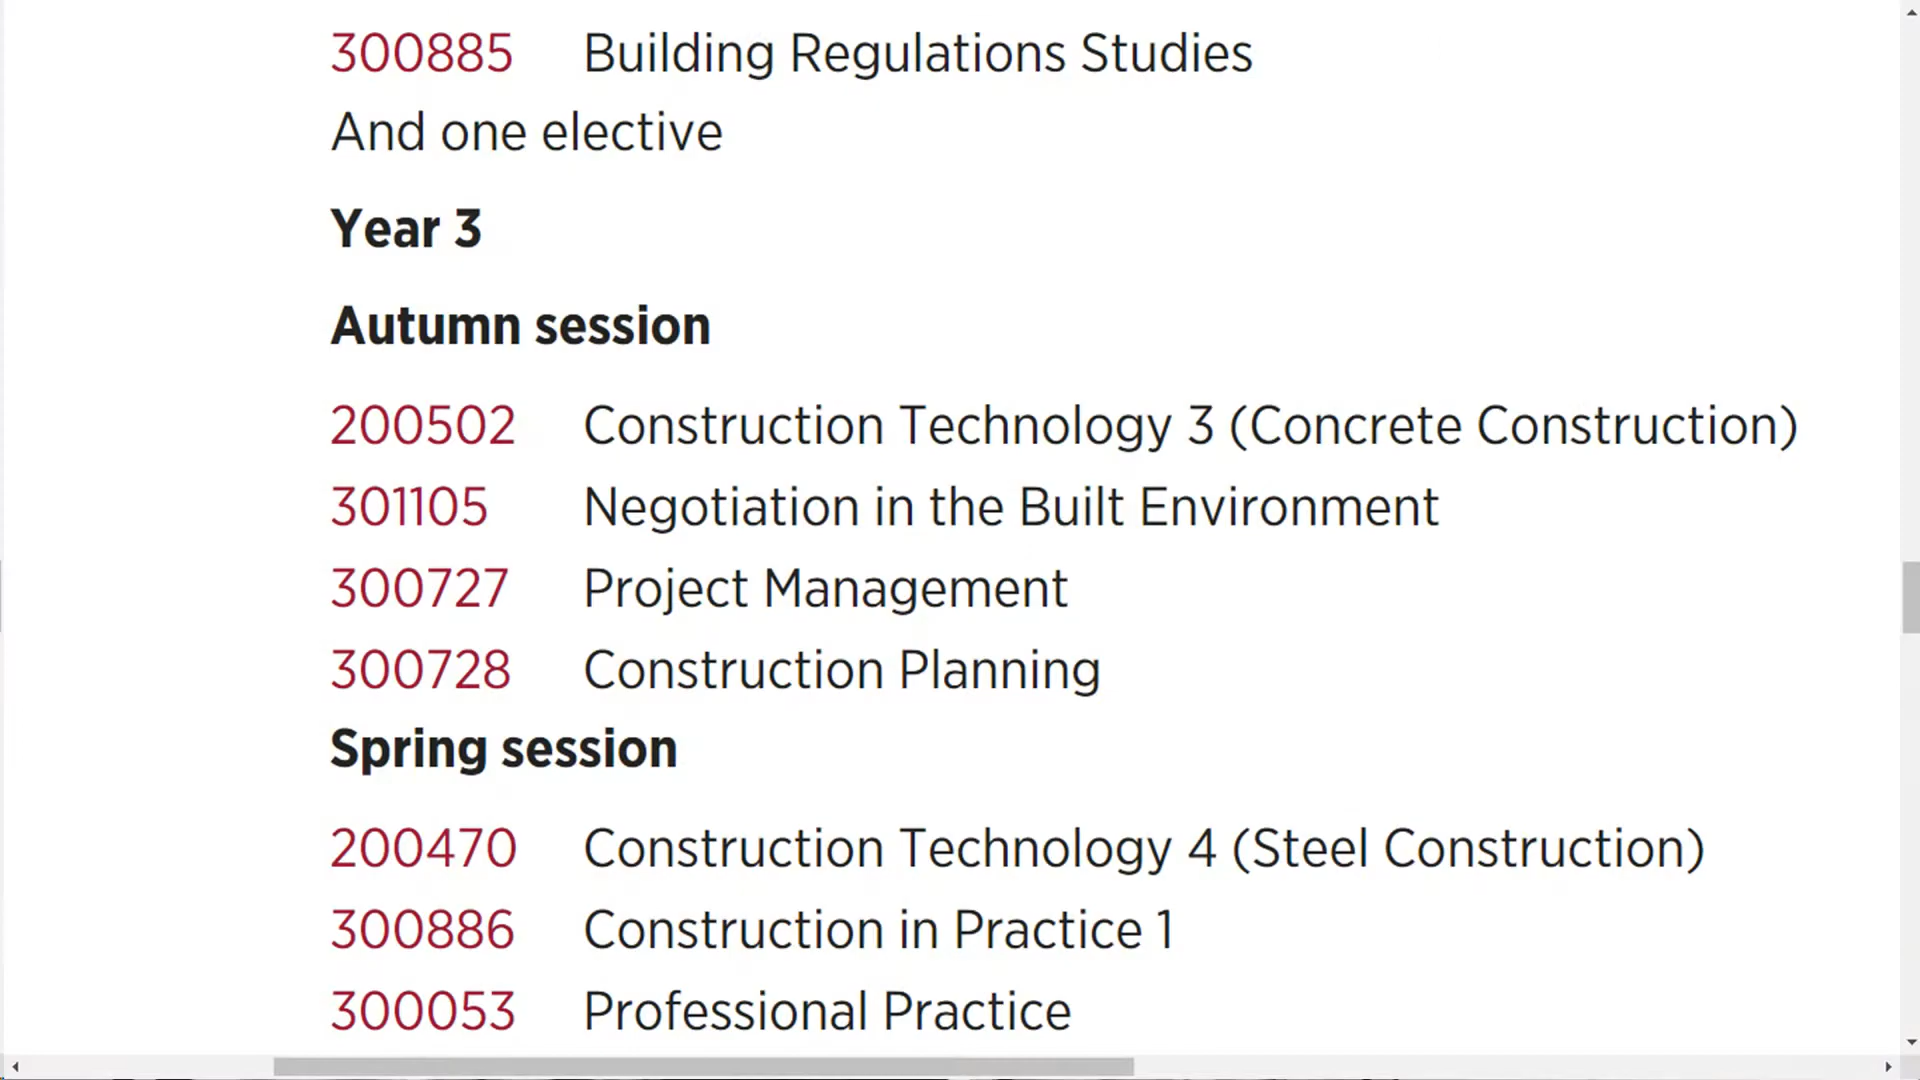 300885 Building Regulations Studies
And one elective
Year 3
Autumn session
200502 Construction Technology 3 (Concrete Construction)
301105 Negotiation in the Built Environment
300727 Project Management
300728 Construction Planning
Spring session
200470 Construction Technology 4 (Steel Construction)
300886 Construction in Practice 1
300053 Professional Practice